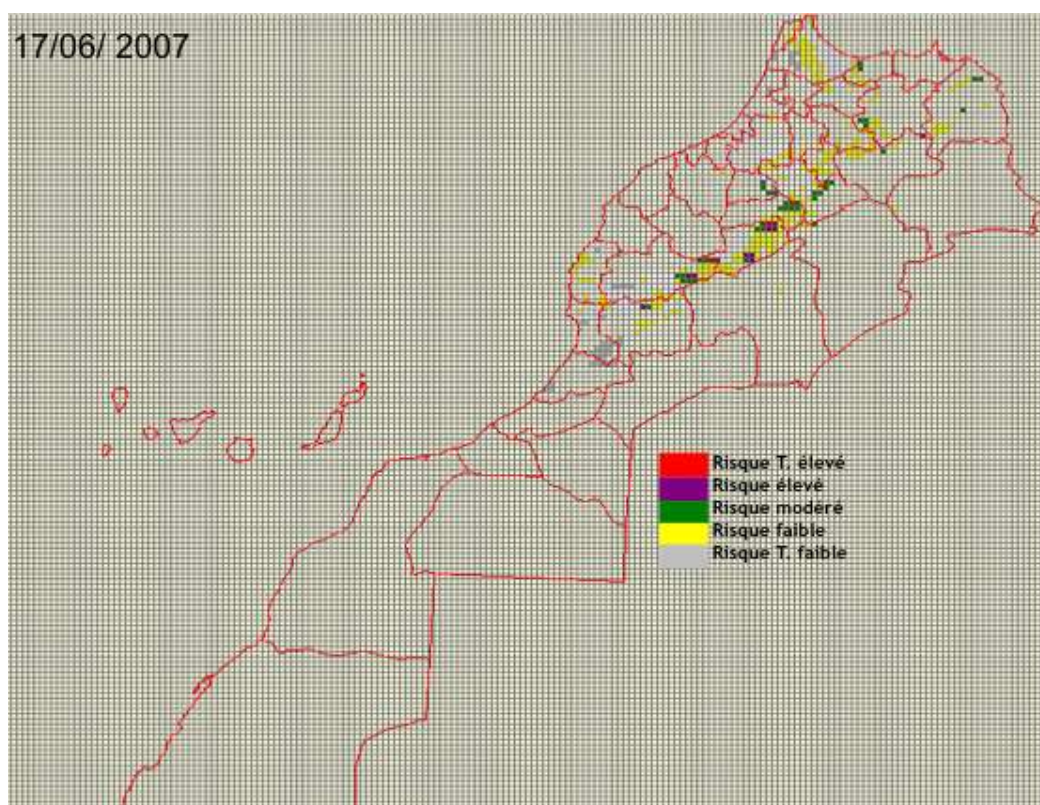 17/06/ 2007
Risque T. élevé
Risque élevé
Risque modéré
Risque faible
Risque T. faible